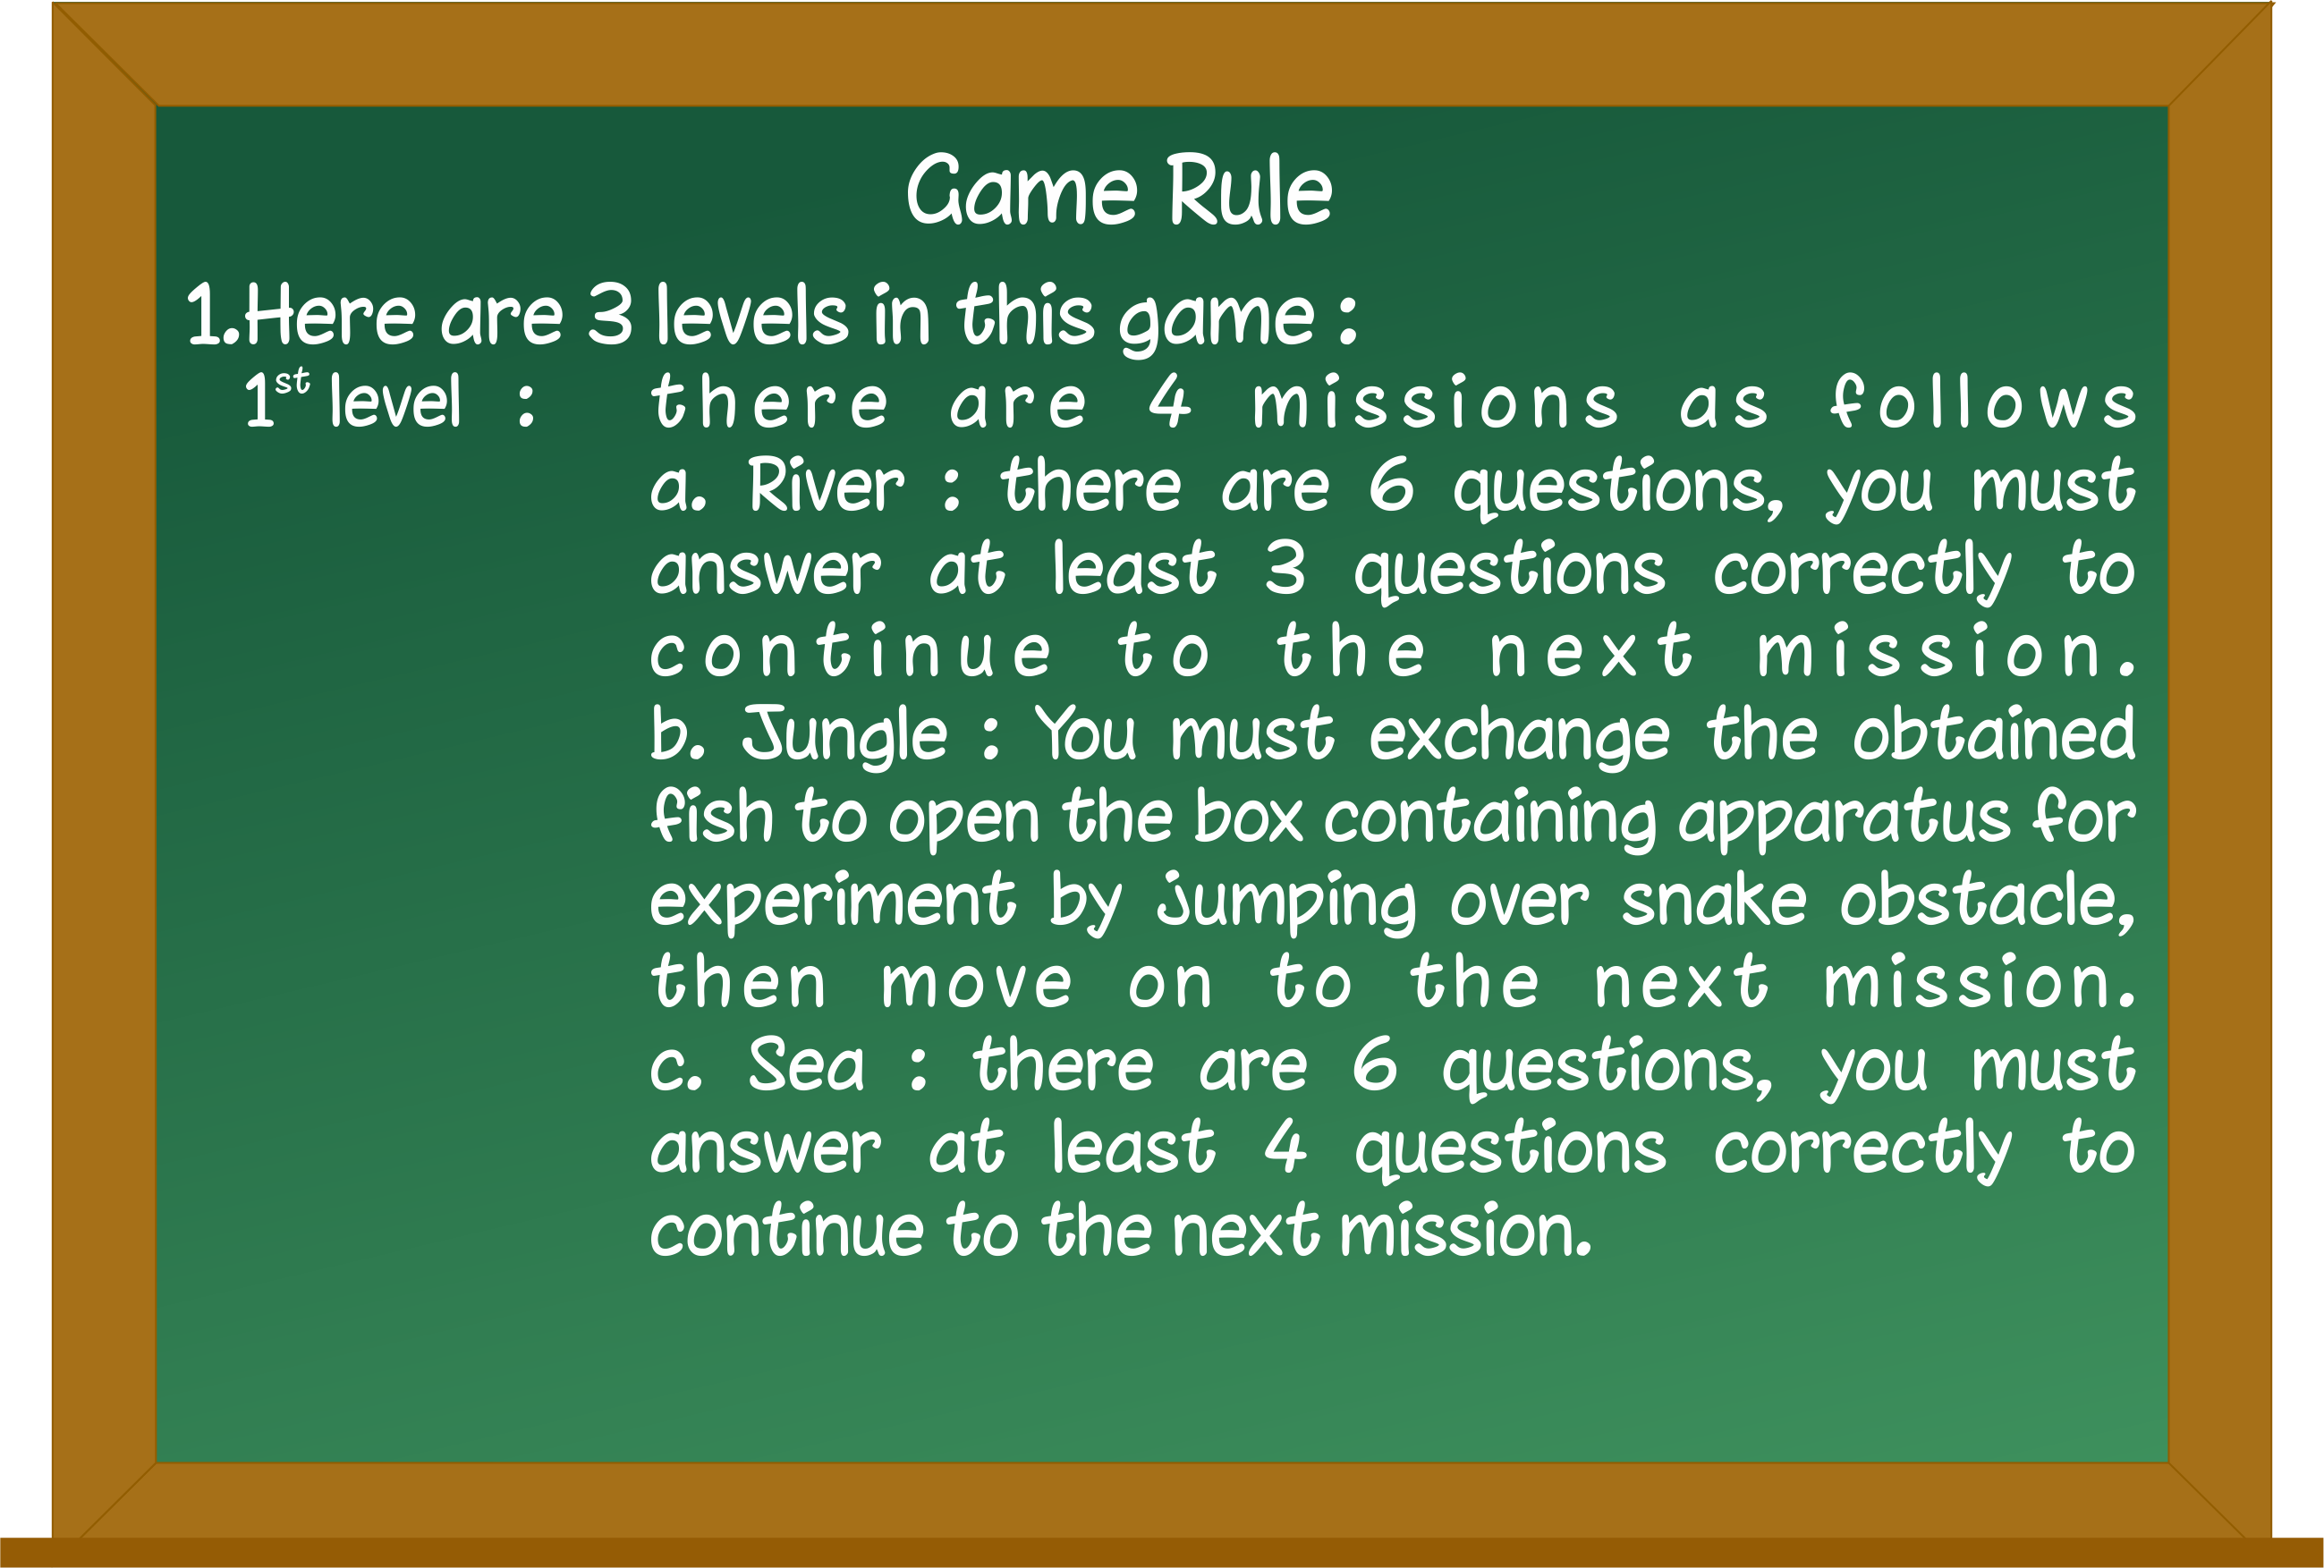 Game Rule
1.Here are 3 levels in this game :
1st level : there are 4 missions as follows
a. River : there are 6 questions, you must
answer at least 3 questions correctly to
continue to the next mission.
b. Jungle : You must exchange the obtained
fish to open the box containing apparatus for
experiment by jumping over snake obstacle,
then move on to the next mission.
c. Sea : there are 6 questions, you must
answer at least 4 questions correctly to
continue to the next mission.